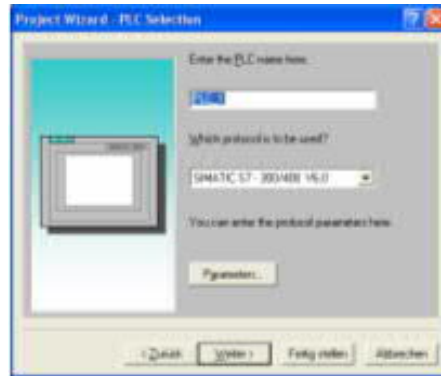 Project Wizard - PLC Selection
Enter the PLC name here.
PLC_1
Which protocol is to be used?
SIMATIC S7 - 300/400 V6.0
You can enter the protocol parameters here.
Parameters...
< Zurück
Weiter >
Fertig stellen
Abbrechen